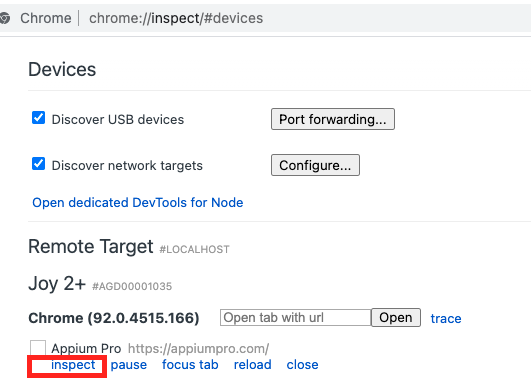 Chrome chrome://inspect/#devices
Devices
Discover USB devices Port forwarding...
Discover network targets Configure...
Open dedicated DevTools for Node
Remote Target #LOCALHOST
Joy 2+ #AGD00001035
Chrome (92.0.4515.166) Open tab with url Open trace
Appium Pro https://appiumpro.com/
inspect pause focus tab reload close